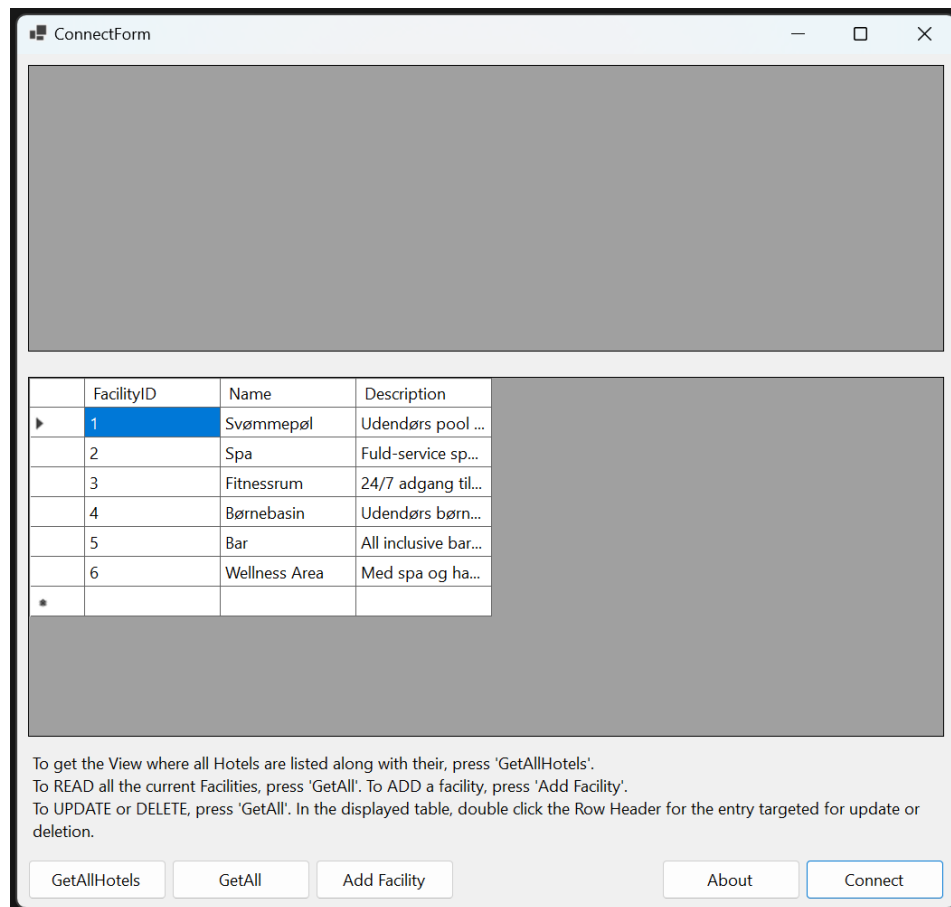 ConnectForm
FacilityID Name Description
1 Svømmepøl Udendørs pool ...
2 Spa Fuld-service sp...
3 Fitnessrum 24/7 adgang til...
4 Børnebasin Udendørs børn...
5 Bar All inclusive bar...
6 Wellness Area Med spa og ha...
To get the View where all Hotels are listed along with their, press 'GetAllHotels'.
To READ all the current Facilities, press 'GetAll'. To ADD a facility, press 'Add Facility'.
To UPDATE or DELETE, press 'GetAll'. In the displayed table, double click the Row Header for the entry targeted for update or
deletion.
GetAllHotels GetAll Add Facility About Connect